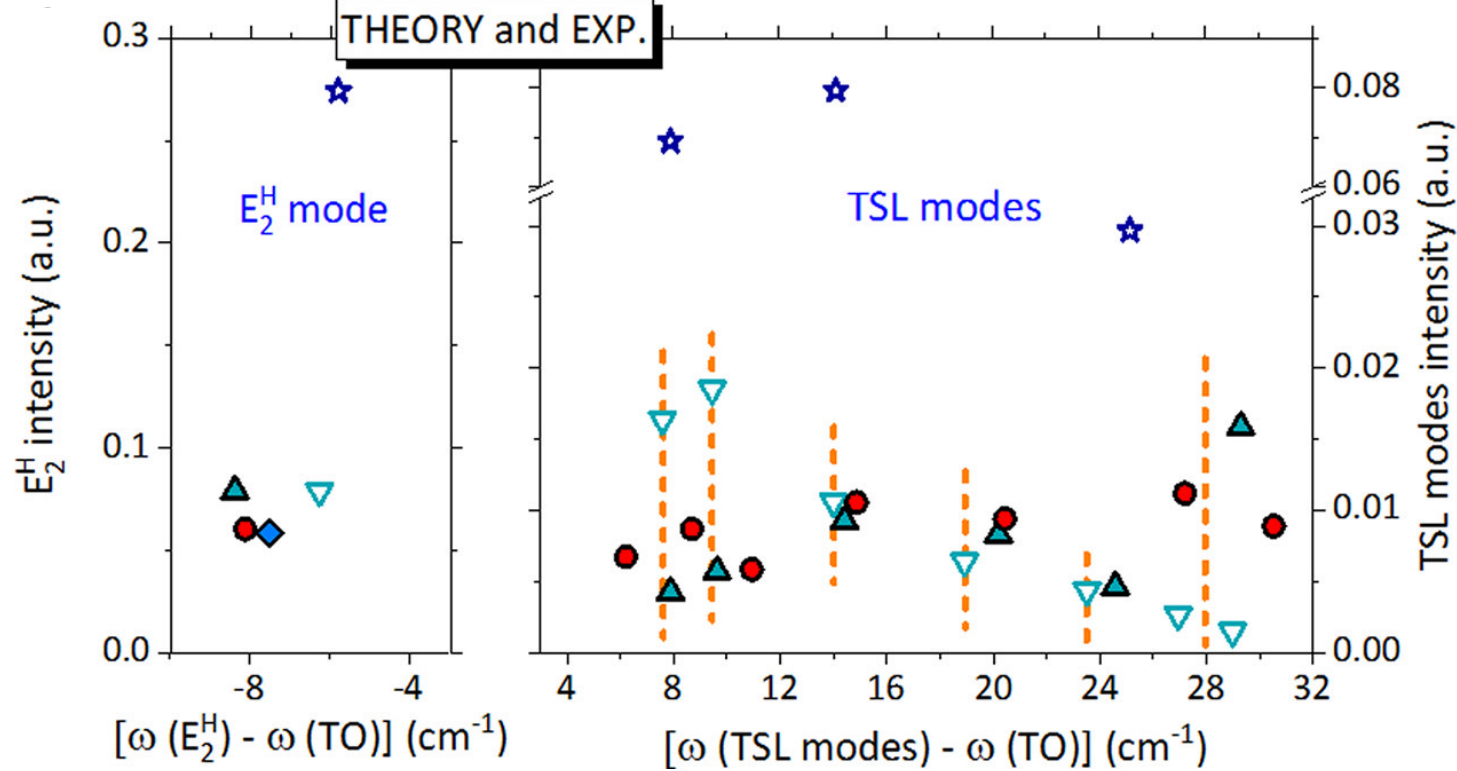 THEORY and EXP.
0.3
0.2
0.1
0.0
E₂ᴴ intensity (a.u.)
E₂ᴴ mode
TSL modes
0.08
0.06
0.03
0.02
0.01
0.00
TSL modes intensity (a.u.)
-8 -4
4 8 12 16 20 24 28 32
[ω (E₂ᴴ) - ω (TO)] (cm⁻¹)
[ω (TSL modes) - ω (TO)] (cm⁻¹)